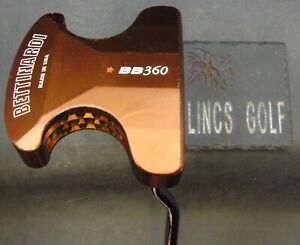 BETTINARDI
MADE IN USA
BB360
LINCS GOLF